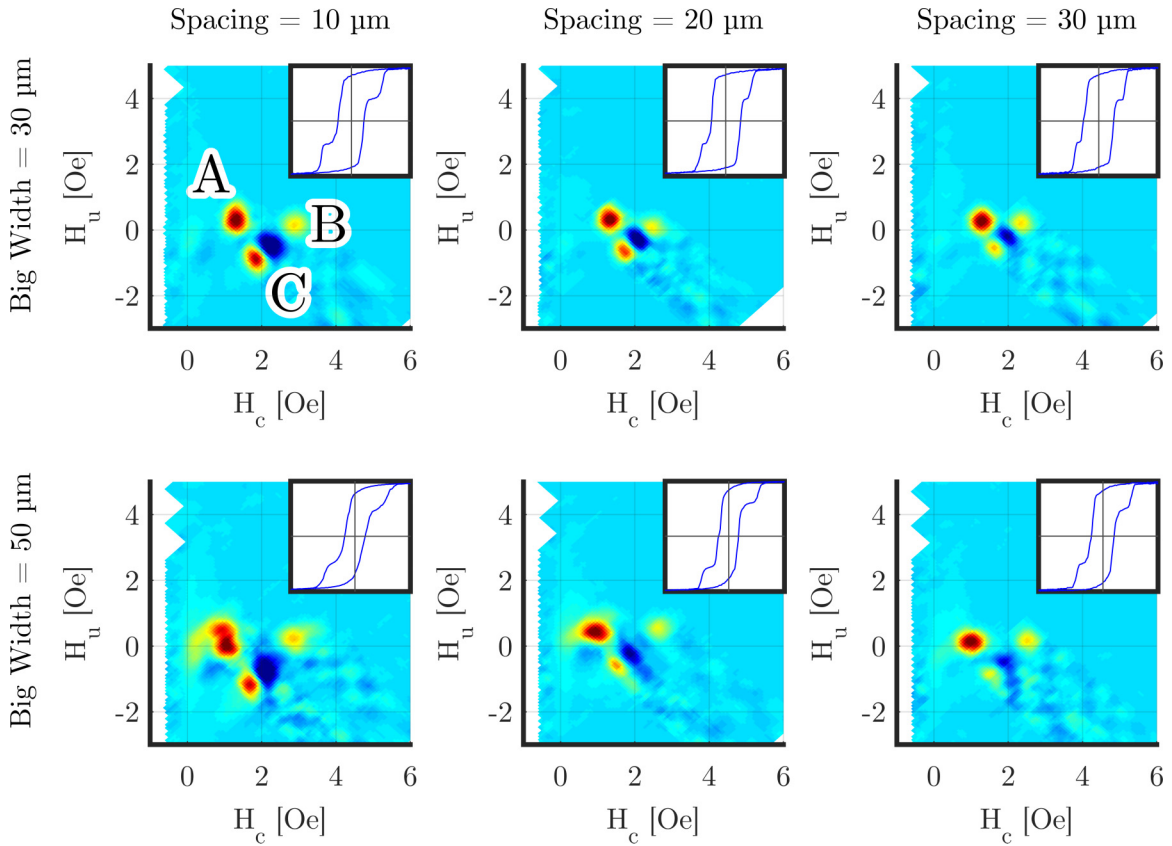 Spacing = 10 µm
Spacing = 20 µm
Spacing = 30 µm
Big Width = 30 µm
H_u [Oe]
4
2
0
-2
A
B
C
0 2 4 6
H_c [Oe]
H_u [Oe]
4
2
0
-2
0 2 4 6
H_c [Oe]
H_u [Oe]
4
2
0
-2
0 2 4 6
H_c [Oe]
Big Width = 50 µm
H_u [Oe]
4
2
0
-2
0 2 4 6
H_c [Oe]
H_u [Oe]
4
2
0
-2
0 2 4 6
H_c [Oe]
H_u [Oe]
4
2
0
-2
0 2 4 6
H_c [Oe]